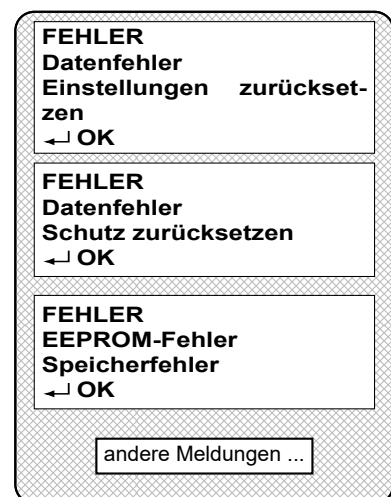 FEHLER
Datenfehler
Einstellungen zurückset-
zen
↵ OK
FEHLER
Datenfehler
Schutz zurücksetzen
↵ OK
FEHLER
EEPROM-Fehler
Speicherfehler
↵ OK
andere Meldungen ...